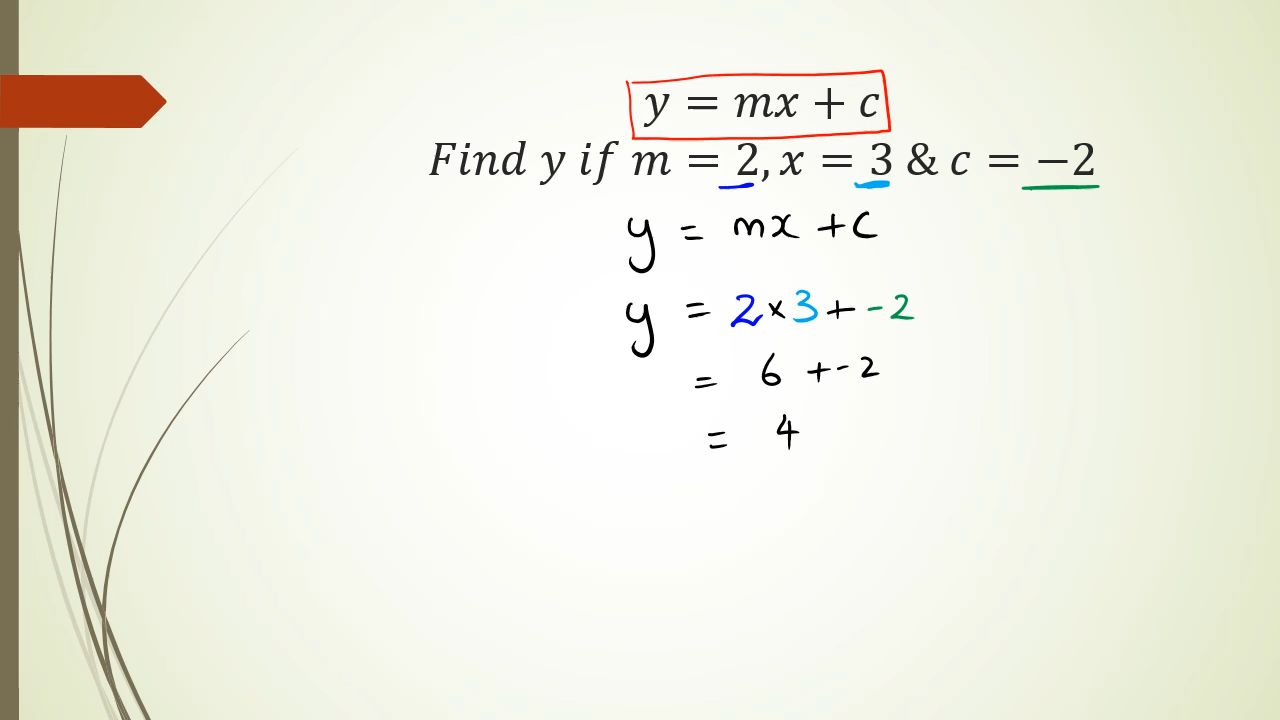 y = mx + c
Find y if m = 2, x = 3 & c = −2
y = mx + c
y = 2 × 3 + -2
= 6 + -2
= 4